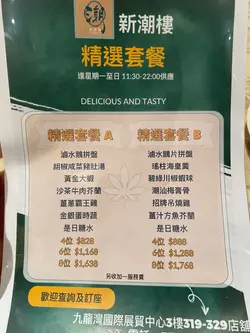 新潮樓
精選套餐
逢星期一至日 11:30-22:00供應
DELICIOUS AND TASTY
精選套餐 A
滷水鵝拼盤
胡椒咸菜豬肚湯
黃金大蝦
沙茶牛肉芥蘭
薑蔥霸王雞
金銀蛋時蔬
是日糖水
4位 $828
6位 $1,168
8位 $1,638
精選套餐 B
滷水鵝片拼盤
瑤柱海皇羹
碧綠川椒蝦球
潮汕梅膏骨
招牌吊燒雞
薑汁方魚芥蘭
是日糖水
4位 $888
6位 $1,288
8位 $1,768
另收加一服務費
歡迎查詢及訂座
九龍灣國際展貿中心3樓319-329店舖